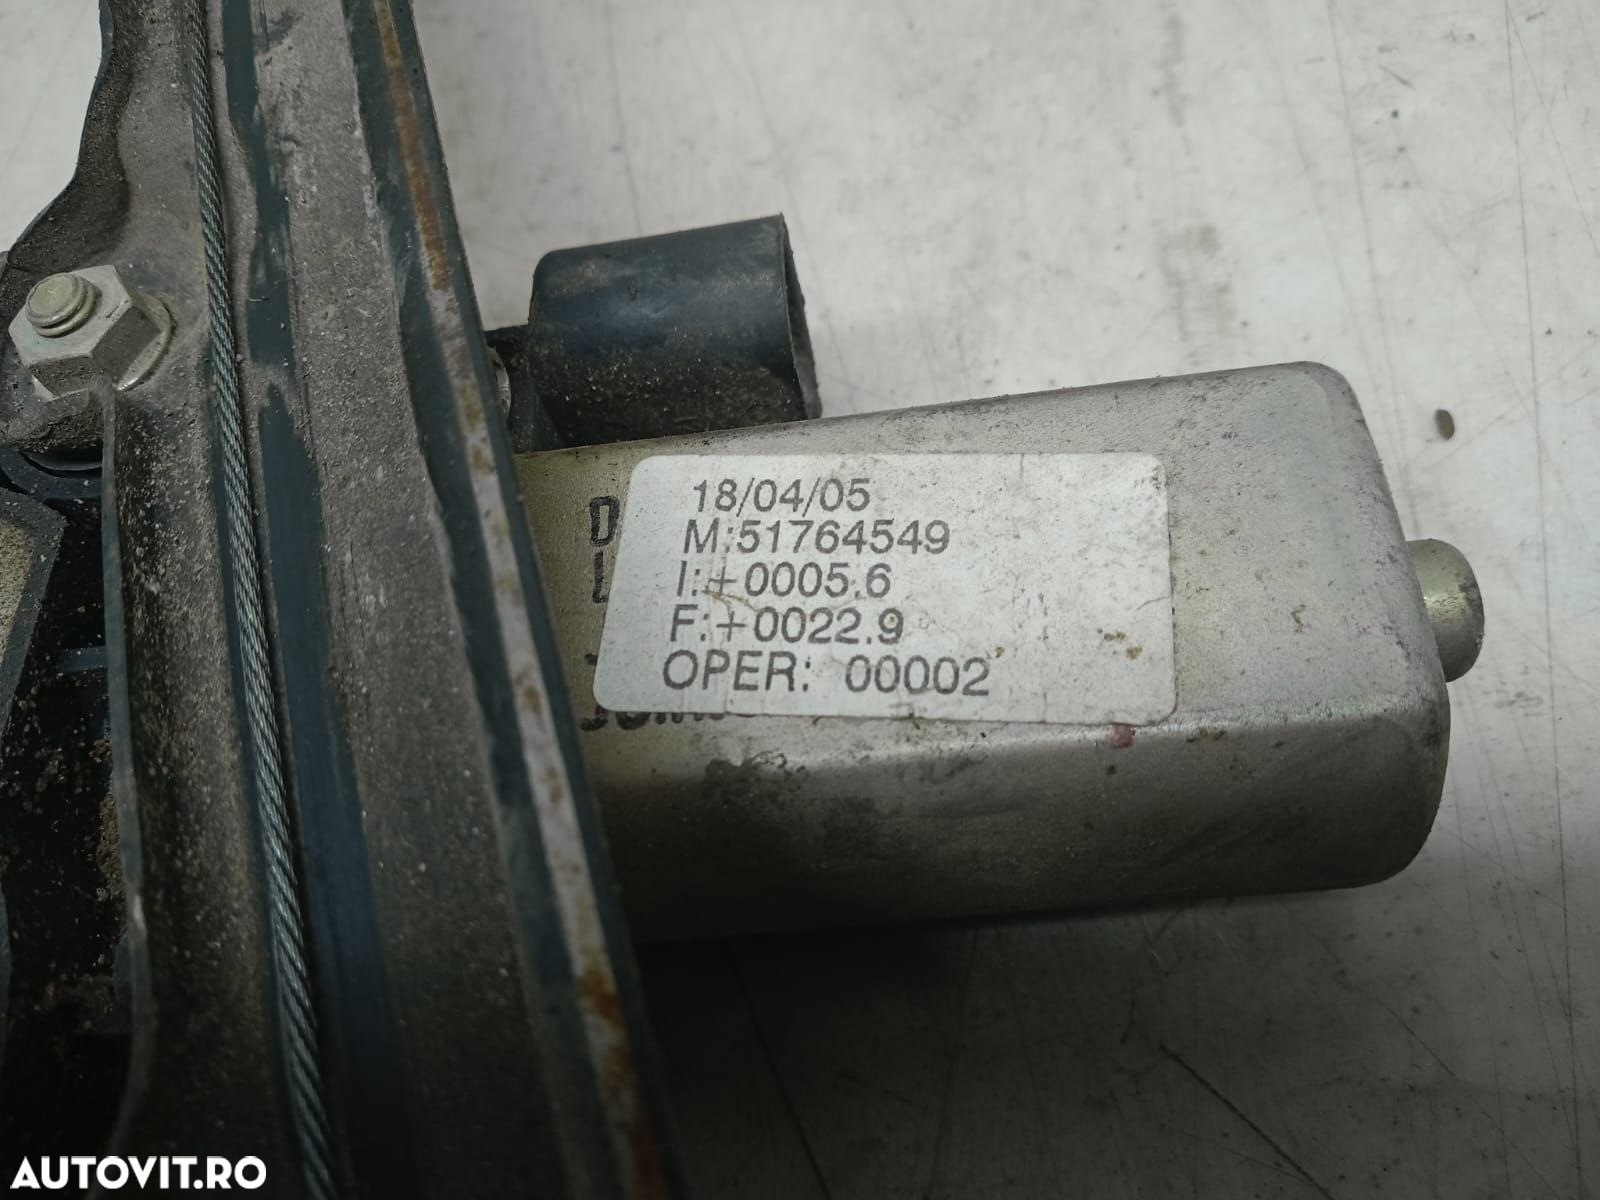 18/04/05
M:51764549
I:+0005.6
F:+0022.9
OPER: 00002
AUTOVIT.RO